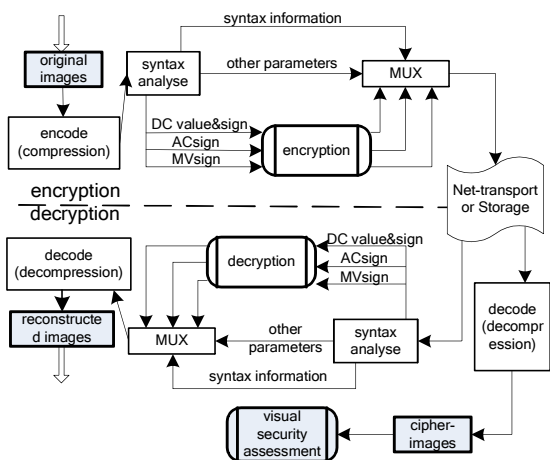 syntax information
original
images
syntax
analyse
other parameters
MUX
encode
(compression)
DC value&sign
ACsign
MVsign
encryption
encryption
decryption
Net-transport
or Storage
decode
(decompression)
decryption
DC value&sign
ACsign
MVsign
decode
(decompr
ession)
reconstructe
d images
MUX
other
parameters
syntax
analyse
syntax information
visual
security
assessment
cipher-
images